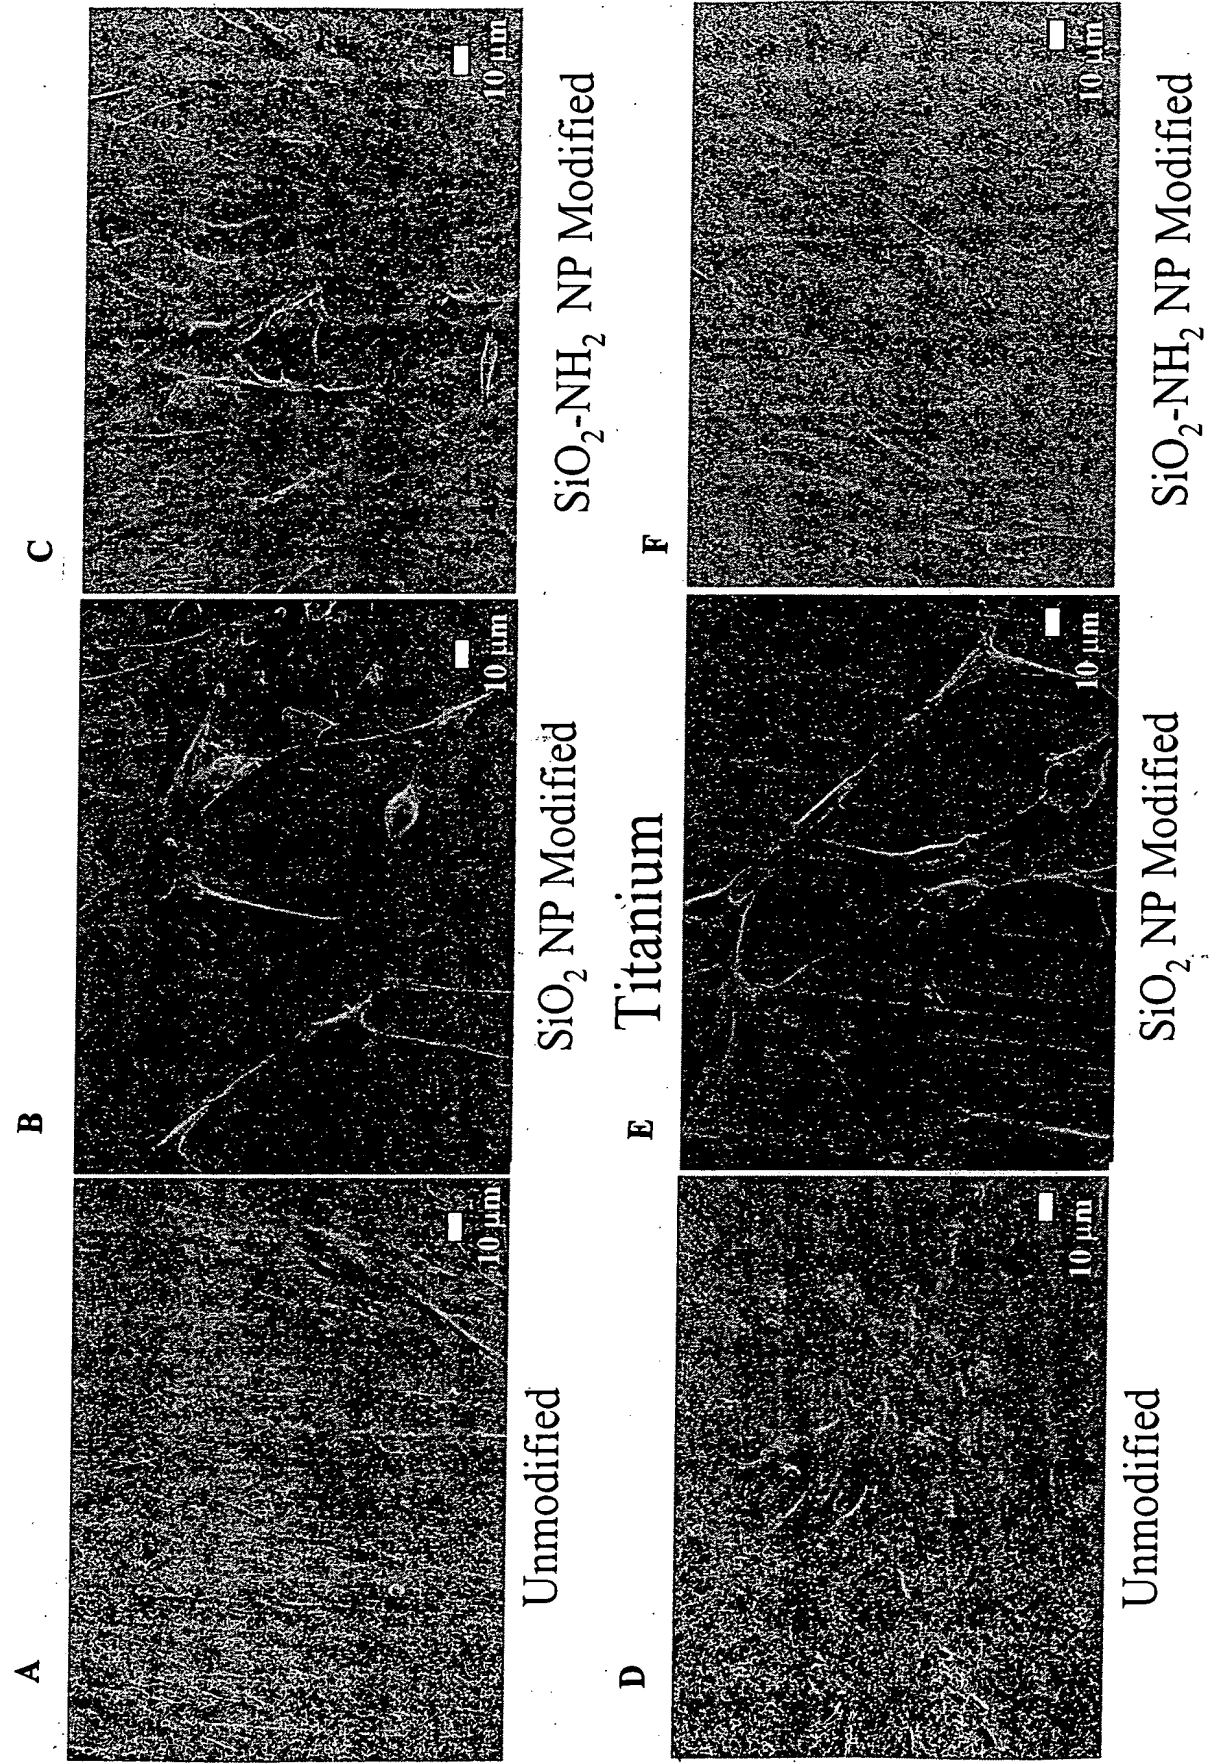 A
B
C
10 µm
10 µm
10 µm
Unmodified
SiO₂ NP Modified
SiO₂-NH₂ NP Modified
Titanium
D
E
F
10 µm
10 µm
10 µm
Unmodified
SiO₂ NP Modified
SiO₂-NH₂ NP Modified